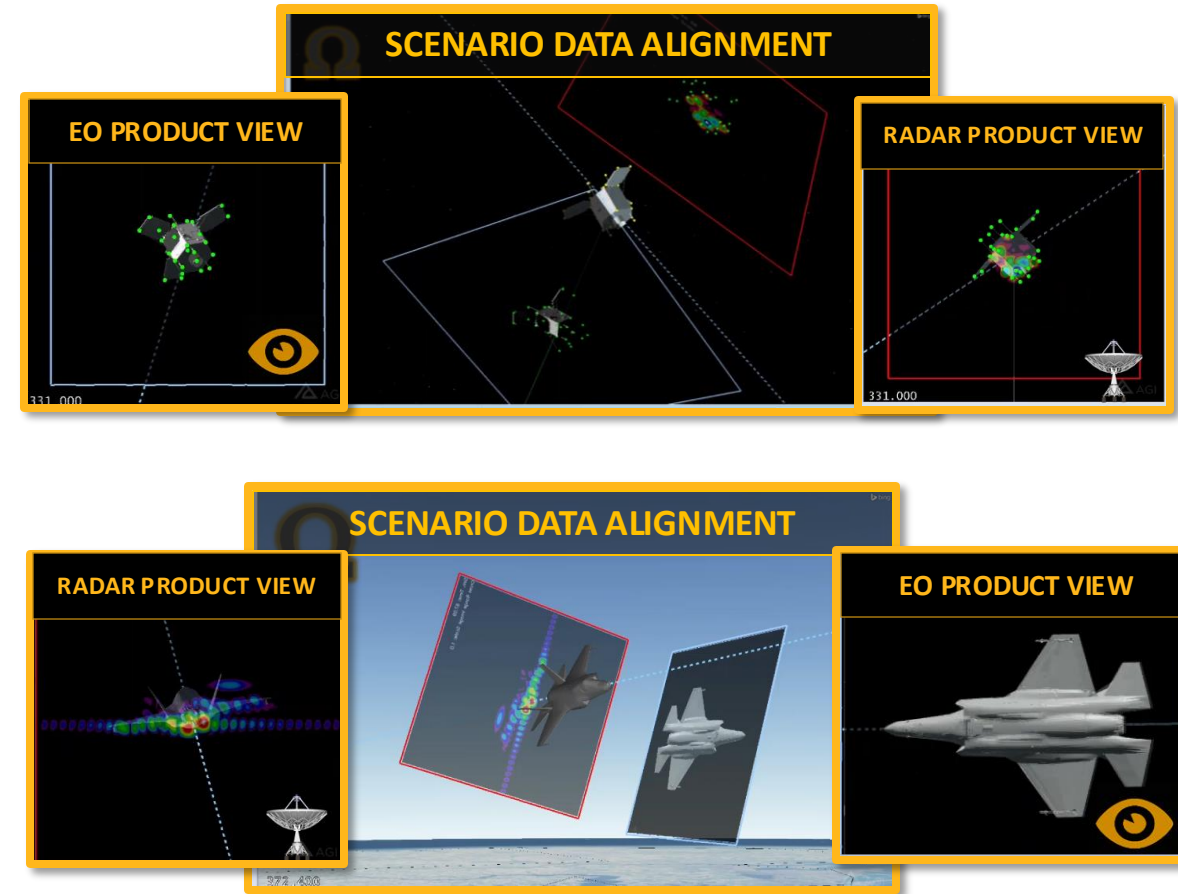 SCENARIO DATA ALIGNMENT
EO PRODUCT VIEW
RADAR PRODUCT VIEW
331.000
AGI
331.000
AGI
SCENARIO DATA ALIGNMENT
RADAR PRODUCT VIEW
EO PRODUCT VIEW
AGI